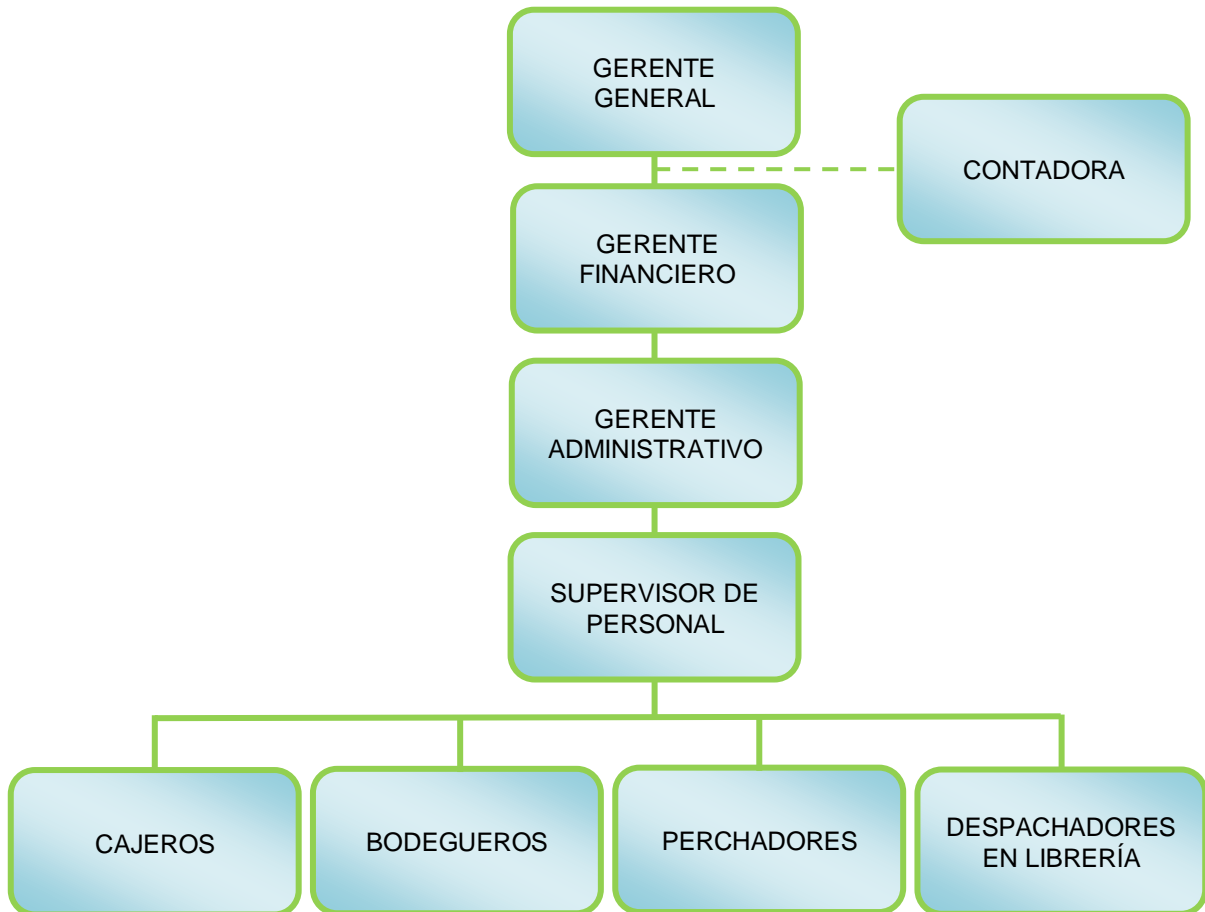 GERENTE
GENERAL
CONTADORA
GERENTE
FINANCIERO
GERENTE
ADMINISTRATIVO
SUPERVISOR DE
PERSONAL
CAJEROS
BODEGUEROS
PERCHADORES
DESPACHADORES
EN LIBRERÍA